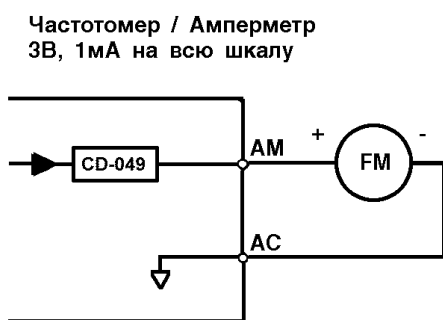 Частотомер / Амперметр
3В, 1мА на всю шкалу
AM
+
-
CD-049
FM
AC